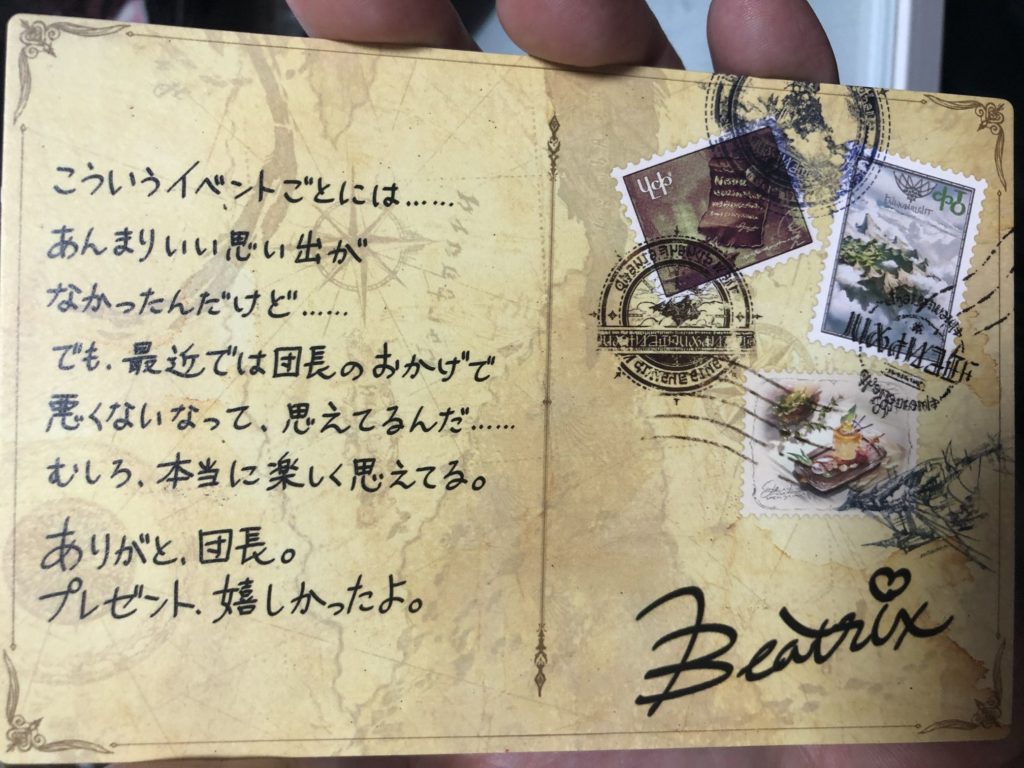 こういうイベントごとには……
あんまりいい思い出が
なかったんだけど……
でも、最近では団長のおかげで
悪くないなって、思えてるんだ……
むしろ、本当に楽しく思えてる。
ありがと、団長。
プレゼント、嬉しかったよ。
Beatrix